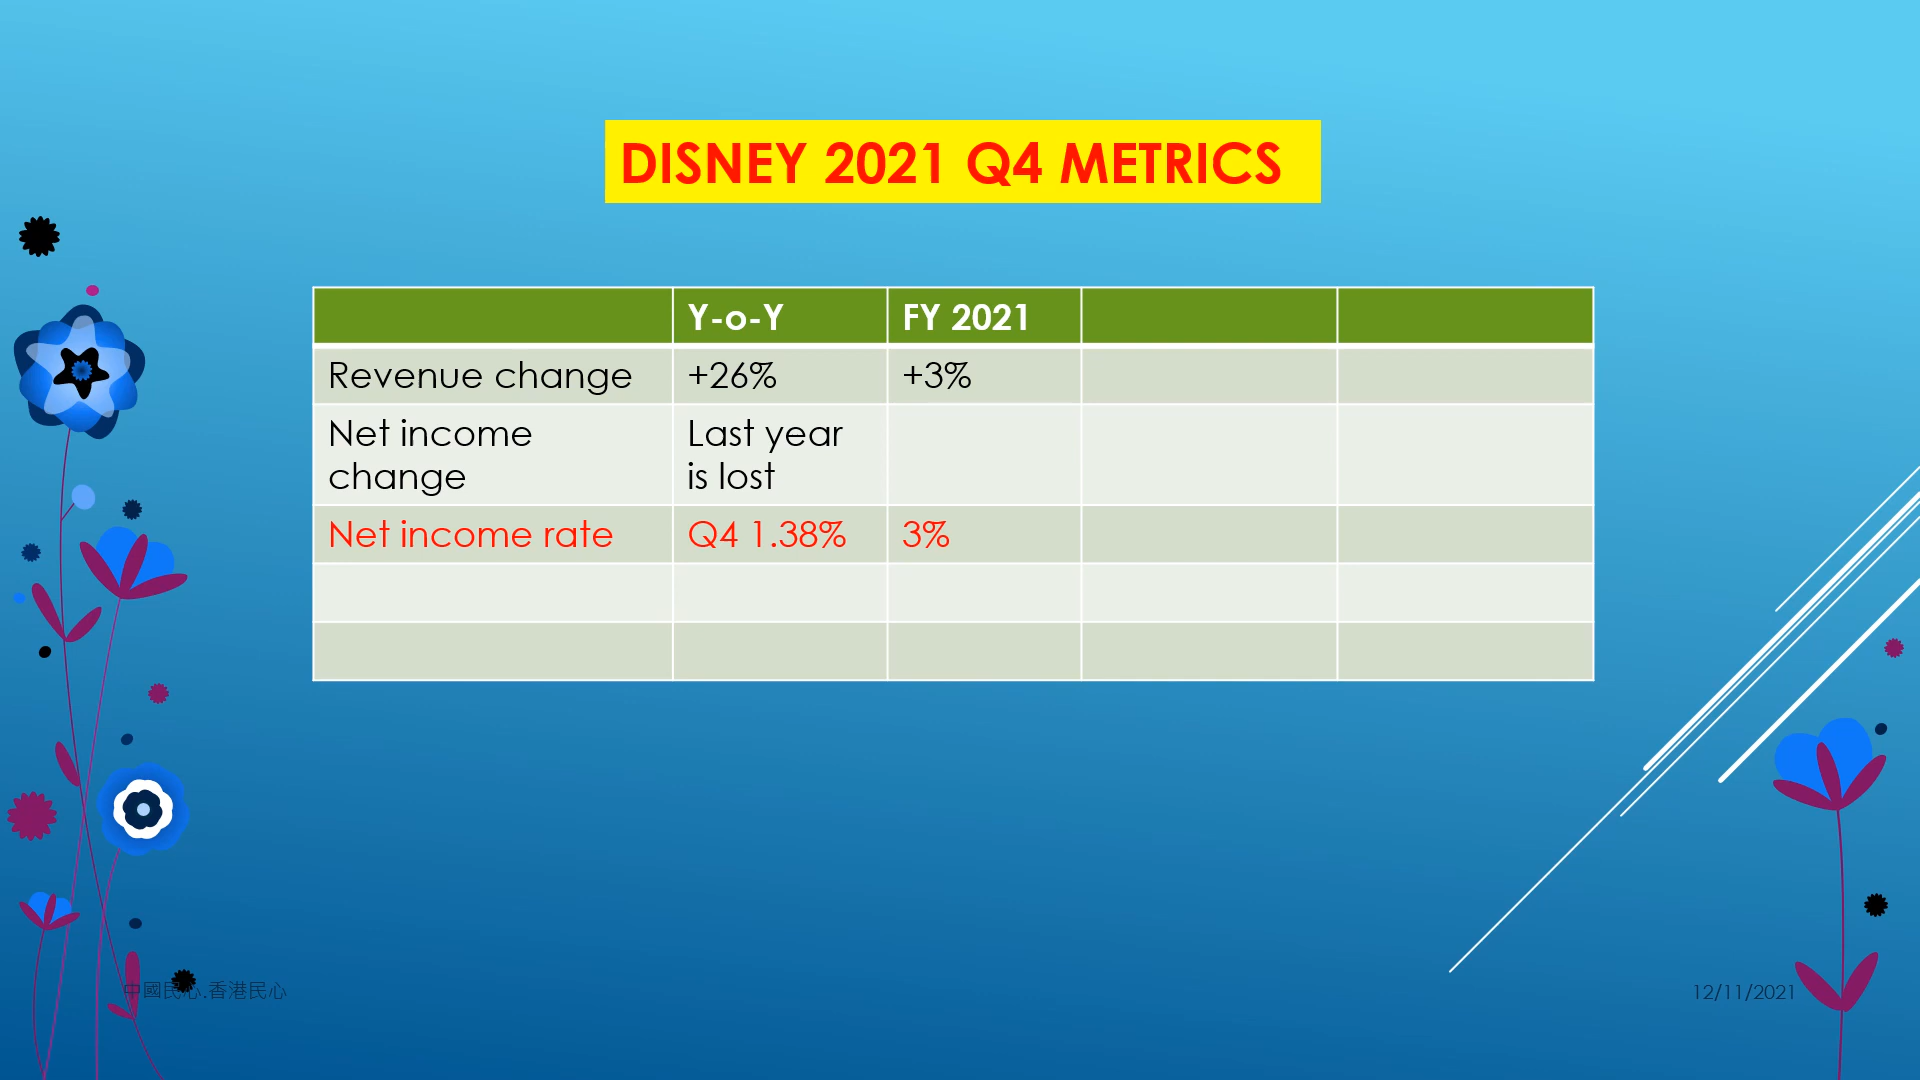 DISNEY 2021 Q4 METRICS
Y-o-Y FY 2021
Revenue change +26% +3%
Net income change Last year is lost
Net income rate Q4 1.38% 3%
中國民心.香港民心
12/11/2021